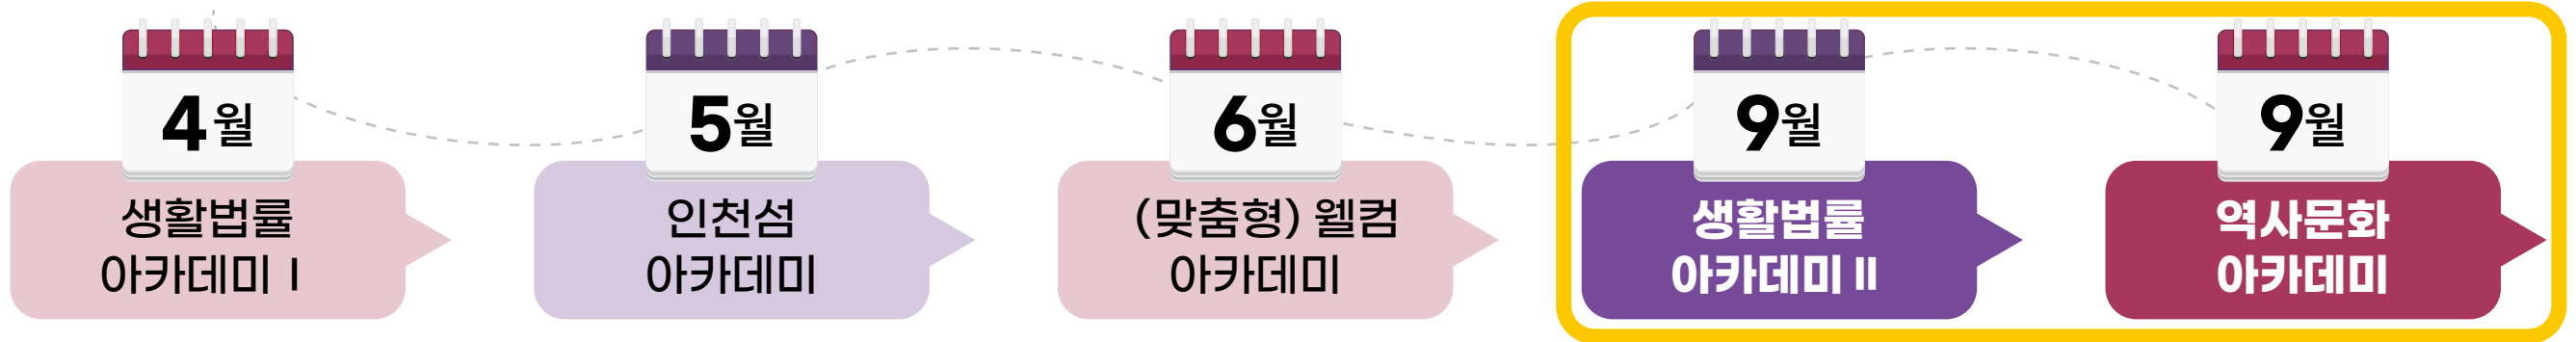 4월
생활법률
아카데미 I
5월
인천섬
아카데미
6월
(맞춤형) 웰컴
아카데미
9월
생활법률
아카데미 II
9월
역사문화
아카데미